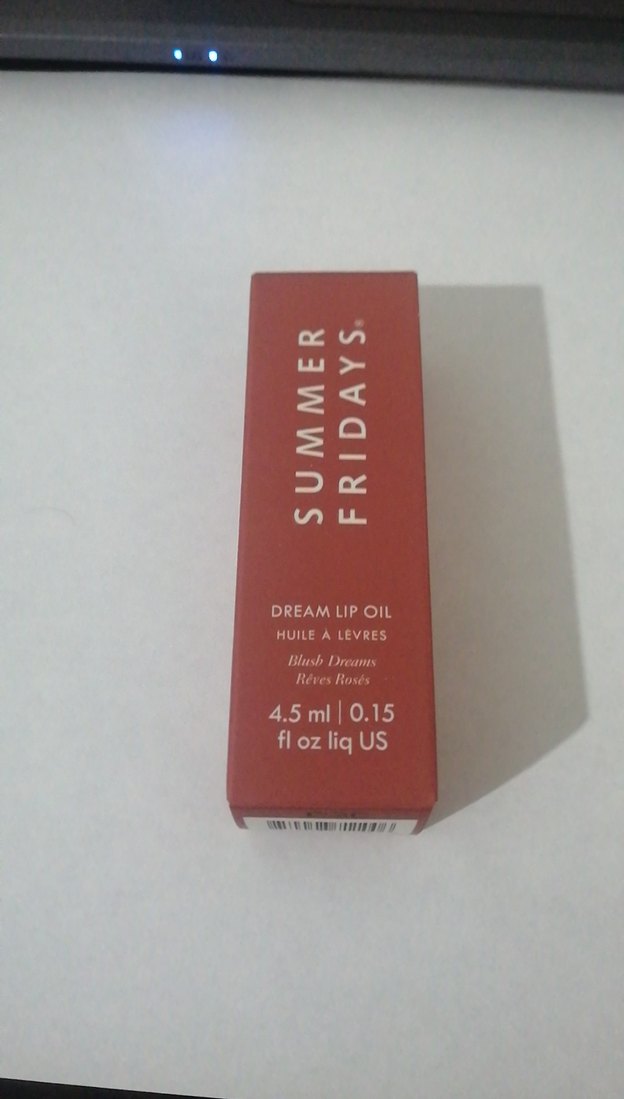 SUMMER
FRIDAYS®
DREAM LIP OIL
HUILE À LÈVRES
Blush Dreams
Rêves Rosés
4.5 ml | 0.15
fl oz liq US